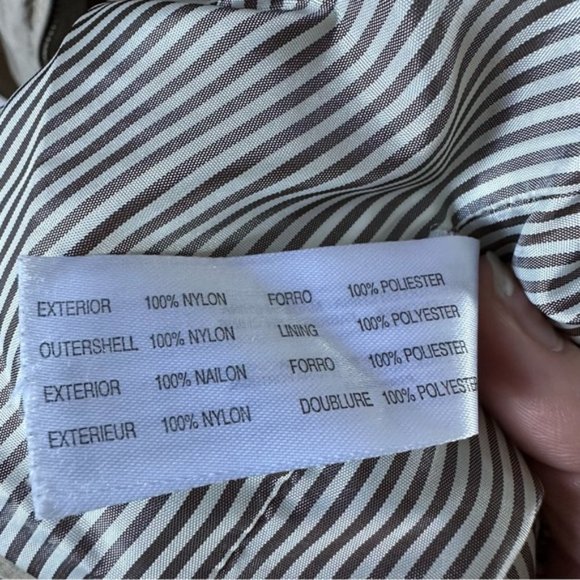 EXTERIOR 100% NYLON FORRO 100% POLIESTER
OUTERSHELL 100% NYLON LINING 100% POLYESTER
EXTERIOR 100% NAILON FORRO 100% POLIESTER
EXTERIEUR 100% NYLON DOUBLURE 100% POLYESTER